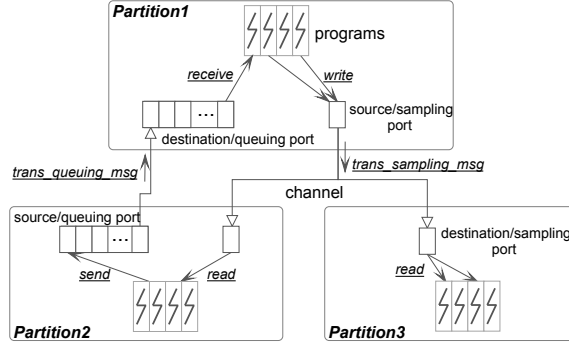 Partition1
programs
receive
write
...
source/sampling
port
destination/queuing port
trans_queuing_msg
trans_sampling_msg
channel
source/queuing port
...
destination/sampling
port
send
read
read
Partition2
Partition3